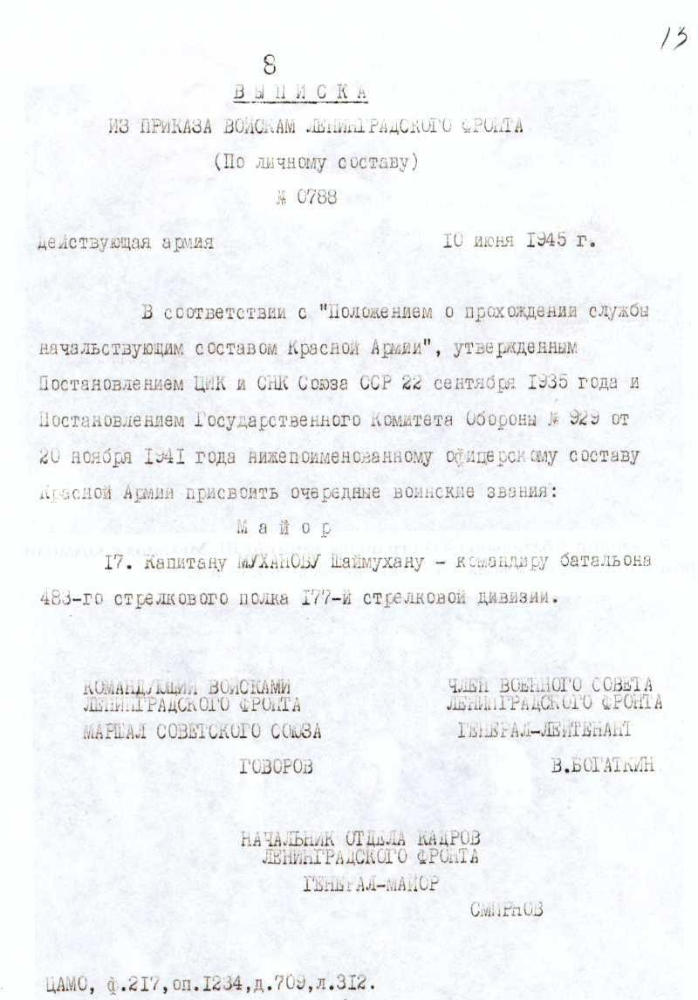 13
8
ВЫПИСКА
ИЗ ПРИКАЗА ВОЙСКАМ ЛЕНИНГРАДСКОГО ФРОНТА
(По личному составу)
№ 0788
действующая армия 10 июня 1945 г.
В соответствии с "Положением о прохождении службы
начальствующим составом Красной Армии", утвержденным
Постановлением ЦИК и СНК Союза ССР 22 сентября 1935 года и
Постановлением Государственного Комитета Обороны № 929 от
20 ноября 1941 года нижепоименованному офицерскому составу
Красной Армии присвоить очередные воинские звания:
Майор
17. Капитану МУХАНОВУ Шаймухану - командиру батальона
483-го стрелкового полка 177-й стрелковой дивизии.
КОМАНДУЮЩИЙ ВОЙСКАМИ
ЛЕНИНГРАДСКОГО ФРОНТА
МАРШАЛ СОВЕТСКОГО СОЮЗА
ГОВОРОВ
ЧЛЕН ВОЕННОГО СОВЕТА
ЛЕНИНГРАДСКОГО ФРОНТА
ГЕНЕРАЛ-ЛЕЙТЕНАНТ
В.БОГАТКИН
НАЧАЛЬНИК ОТДЕЛА КАДРОВ
ЛЕНИНГРАДСКОГО ФРОНТА
ГЕНЕРАЛ-МАЙОР
СМИРНОВ
ЦАМО, ф.217,оп.1234,д.709,л.312.